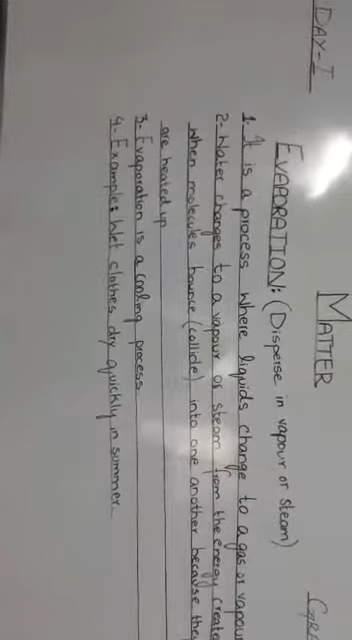 DAY-I
MATTER
EVAPORATION: (Disperse in vapour or steam)
1- It is a process where liquids change to a gas or vapour
2- Water changes to a vapour or steam from the energy create
when molecules bounce (collide) into one another because they
are heated up
3- Evaporation is a cooling process
4- Example: Wet clothes dry quickly in summer